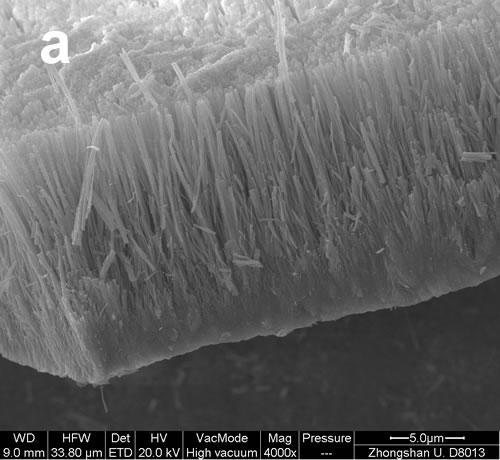 a
WD HFW Det HV VacMode Mag Pressure 5.0µm
9.0 mm 33.80 µm ETD 20.0 kV High vacuum 4000x --- Zhongshan U. D8013